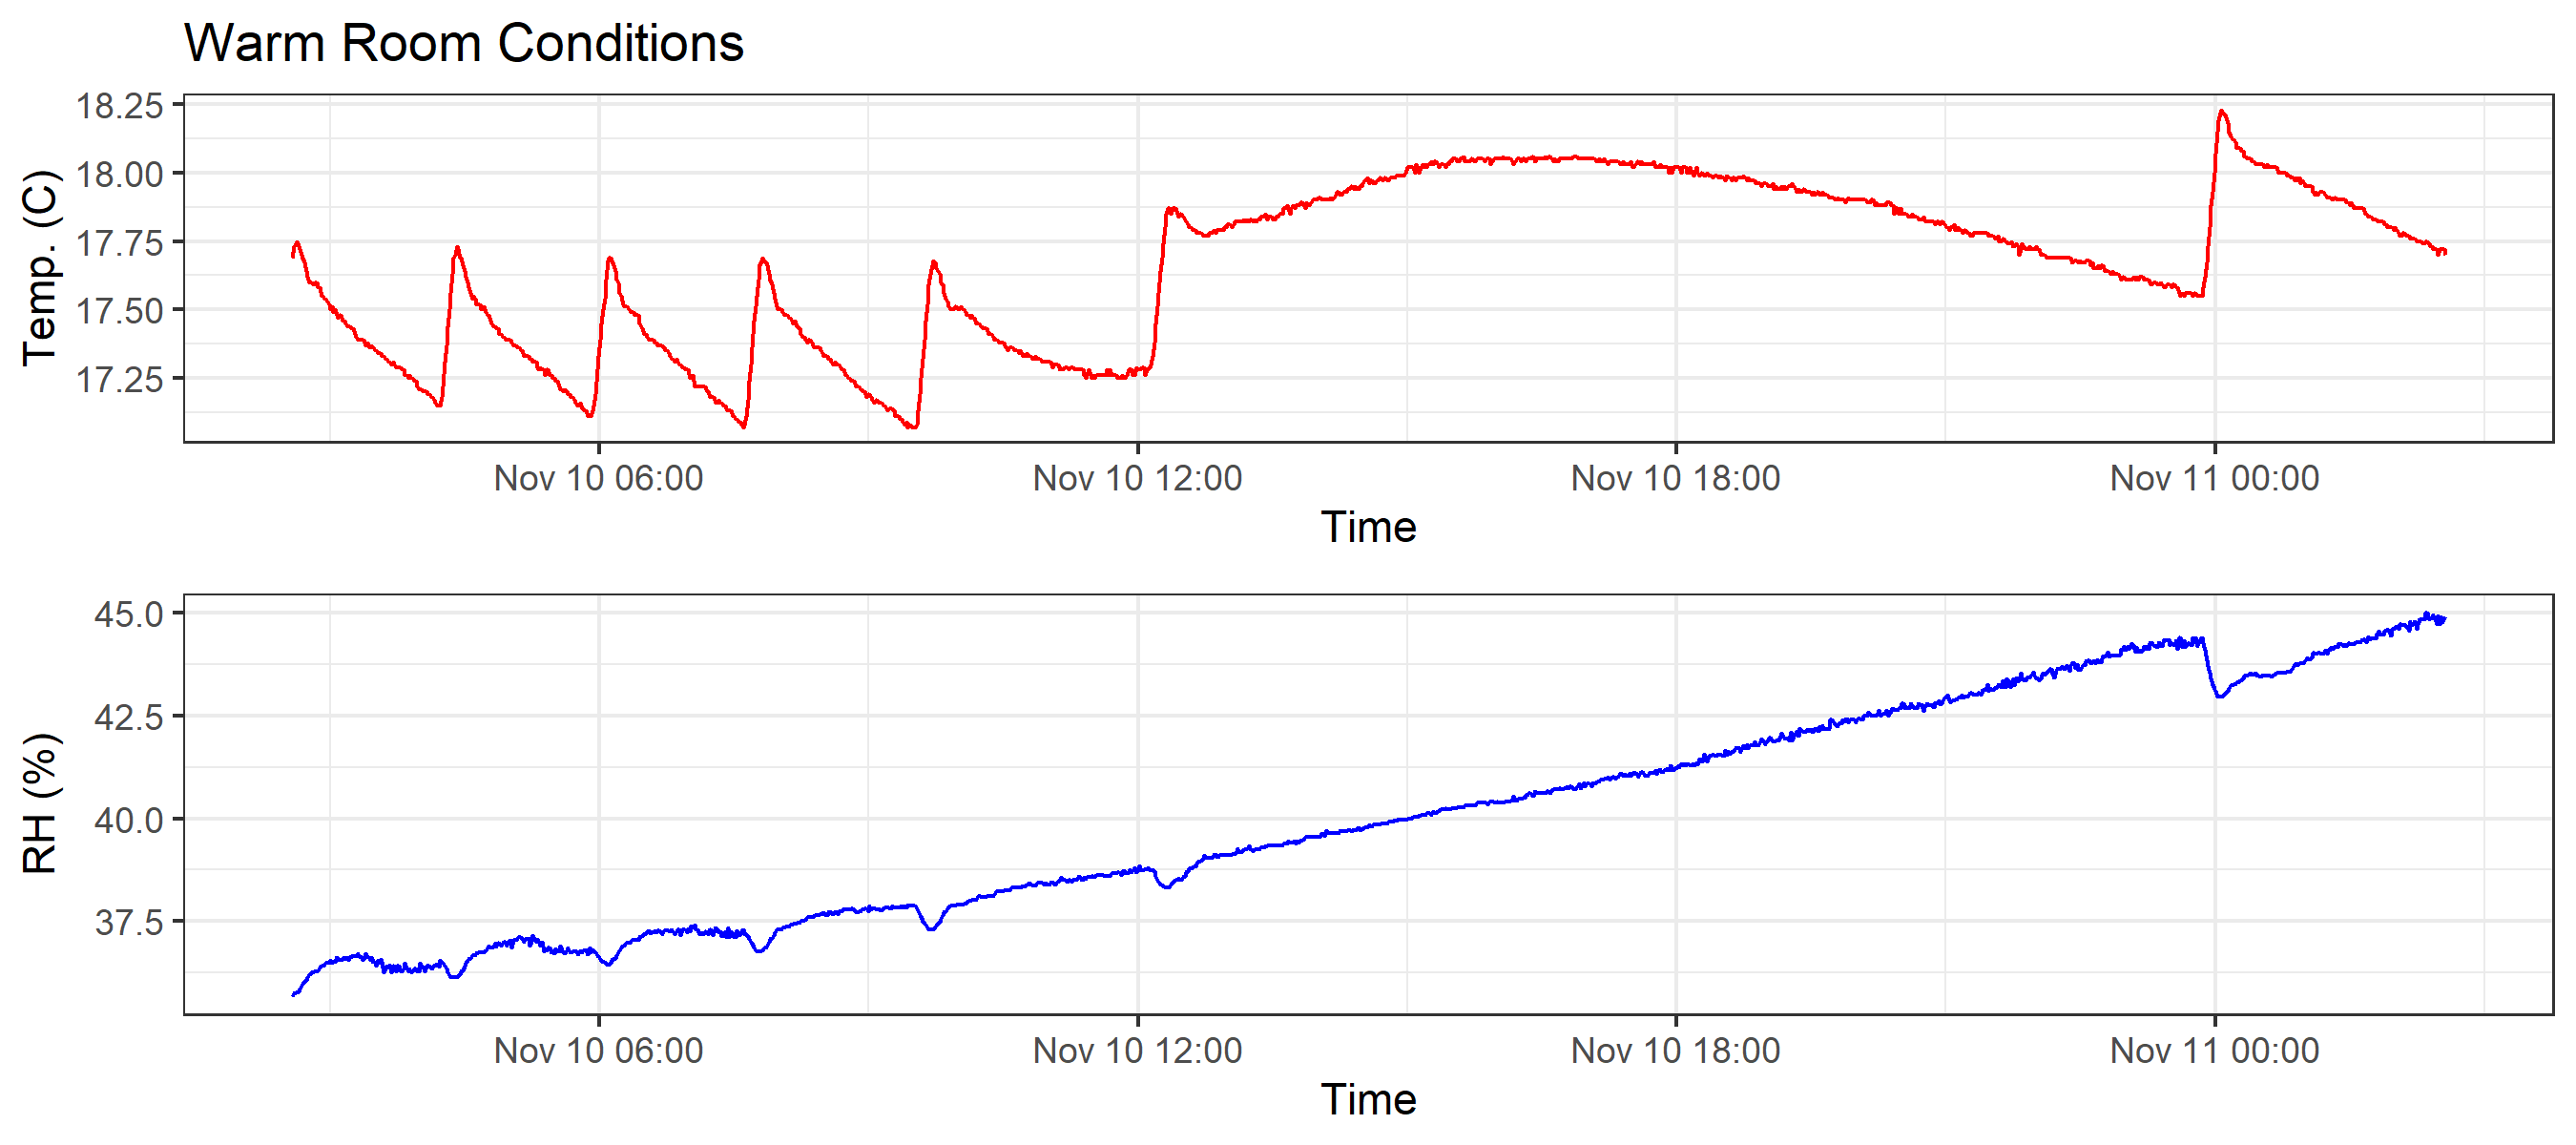 Warm Room Conditions
18.25
18.00
17.75
17.50
17.25
Temp. (C)
Nov 10 06:00 Nov 10 12:00 Nov 10 18:00 Nov 11 00:00
Time
45.0
42.5
40.0
37.5
RH (%)
Nov 10 06:00 Nov 10 12:00 Nov 10 18:00 Nov 11 00:00
Time